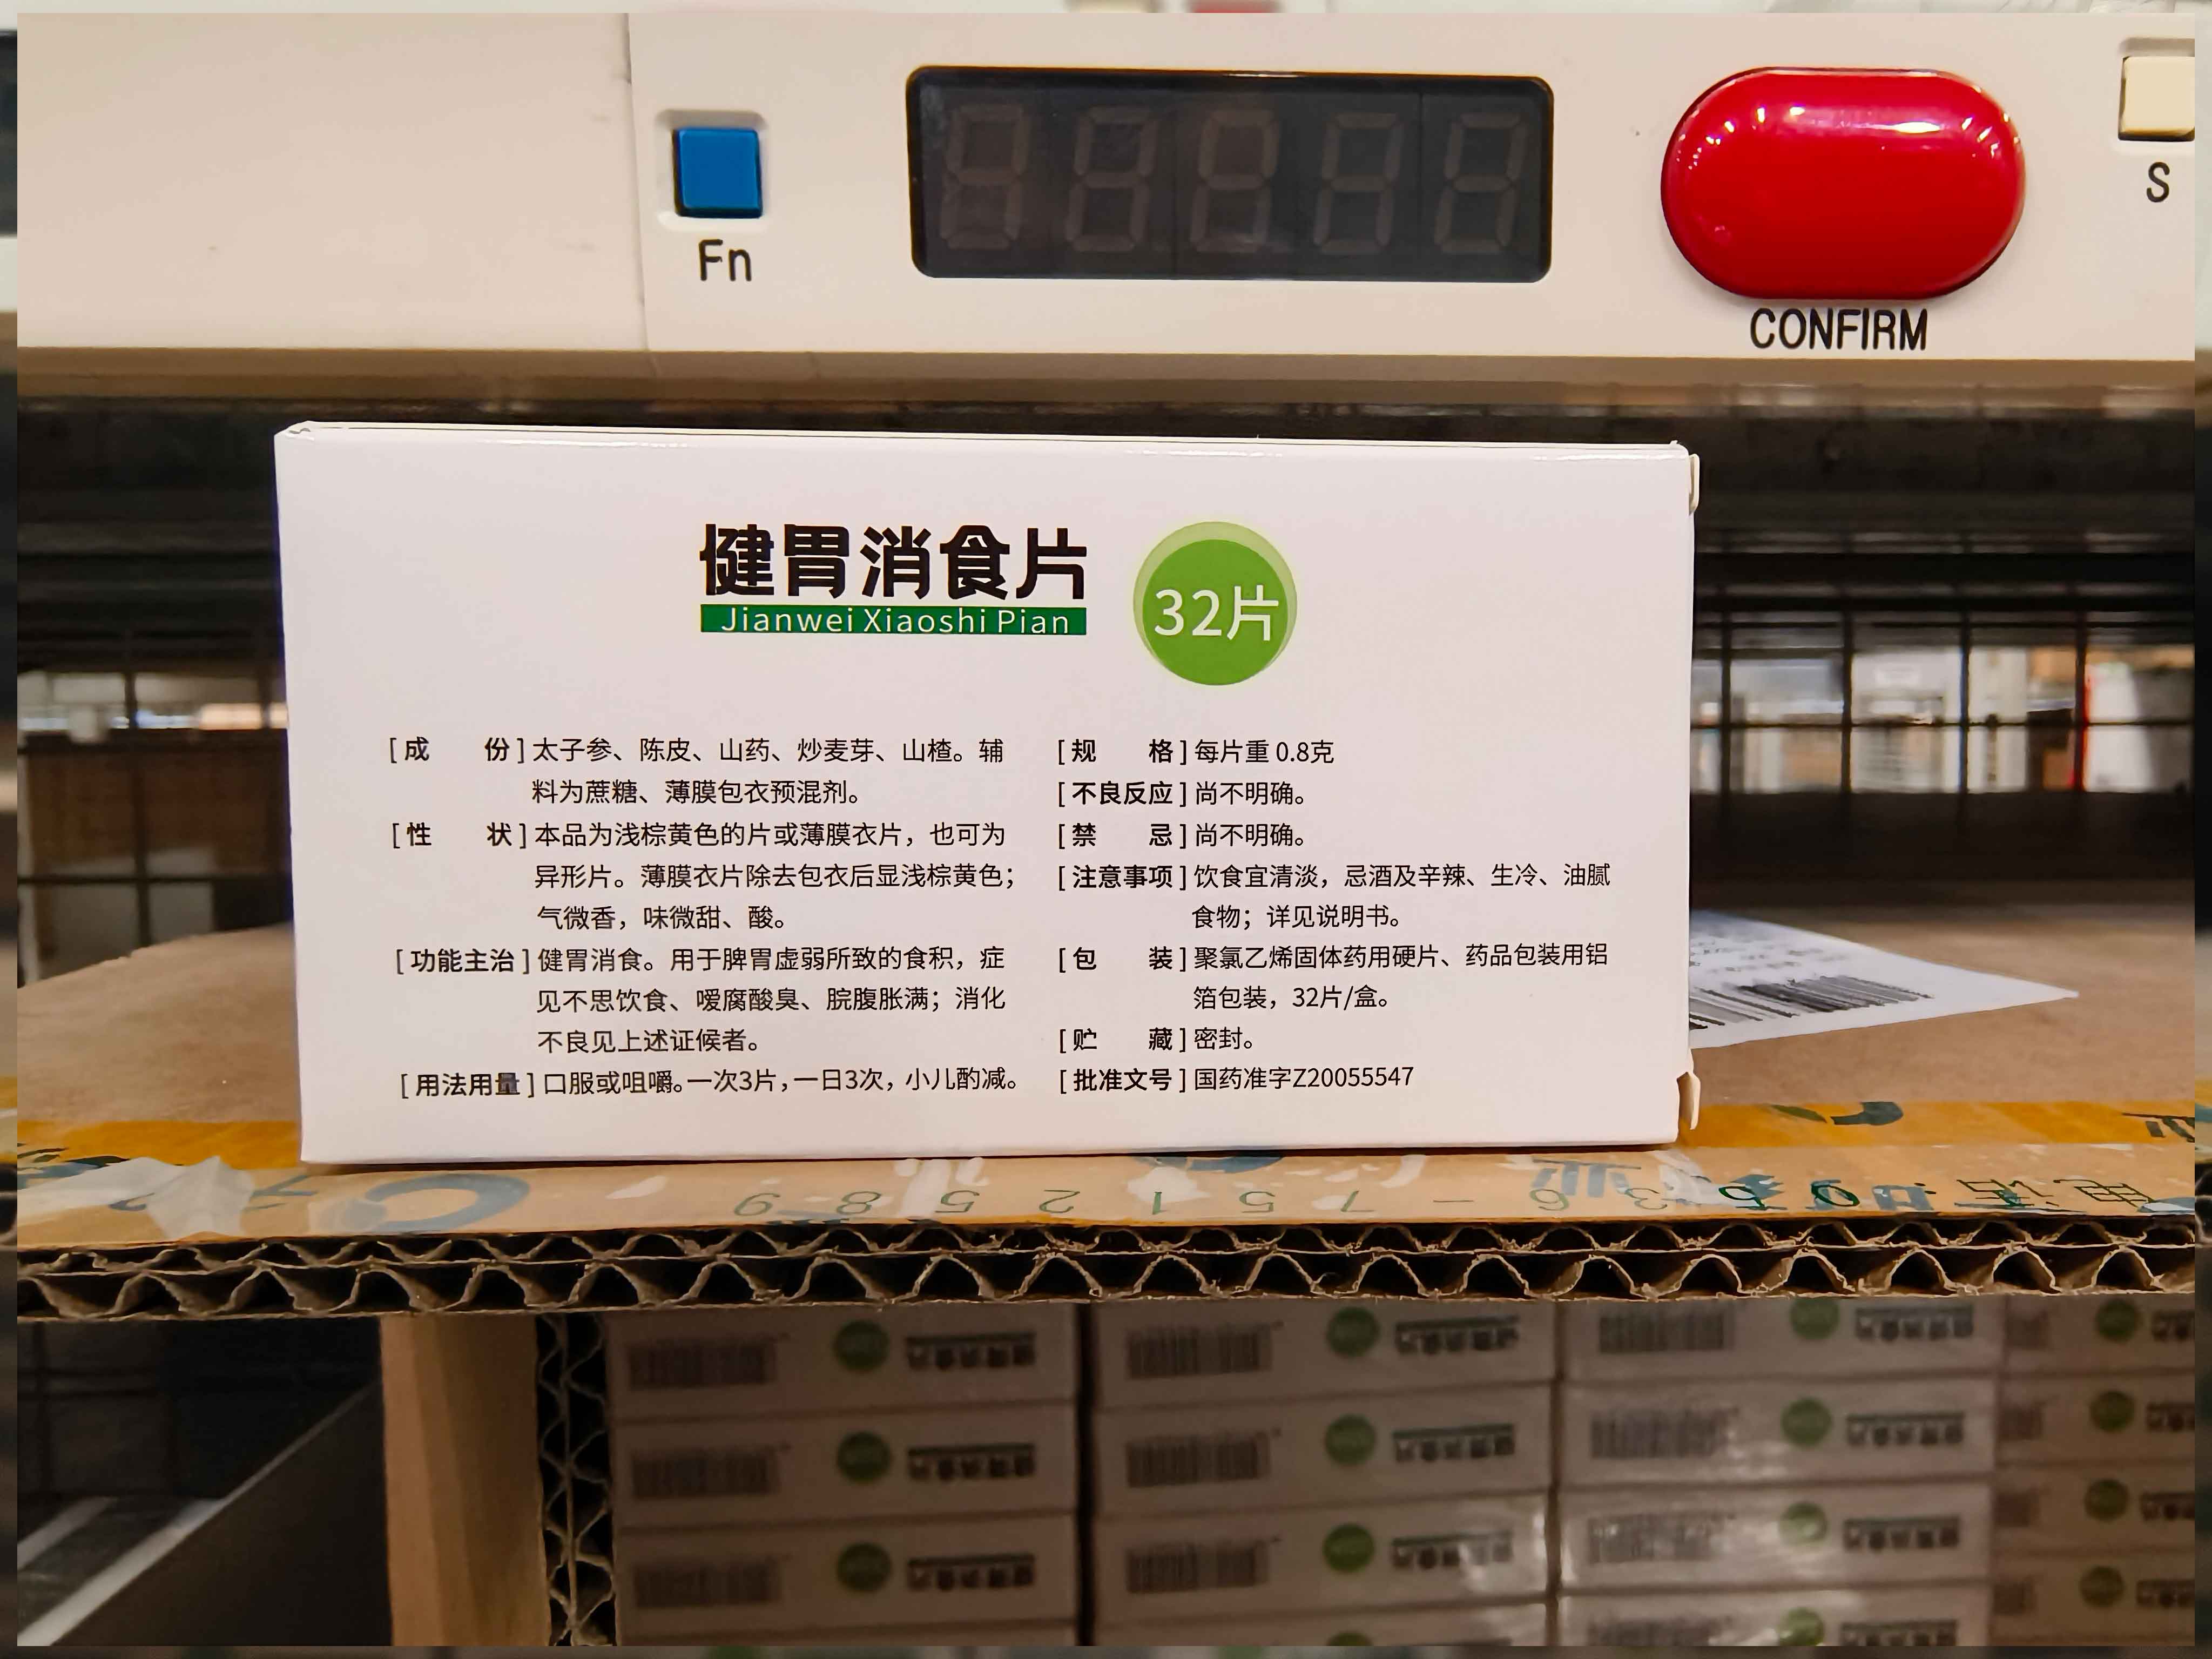 Fn
CONFIRM
S
健胃消食片
Jianwei Xiaoshi Pian
32片
[成 份]太子参、陈皮、山药、炒麦芽、山楂。辅
料为蔗糖、薄膜包衣预混剂。
[性 状]本品为浅棕黄色的片或薄膜衣片，也可为
异形片。薄膜衣片除去包衣后显浅棕黄色；
气微香，味微甜、酸。
[功能主治]健胃消食。用于脾胃虚弱所致的食积，症
见不思饮食、嗳腐酸臭、脘腹胀满；消化
不良见上述证候者。
[用法用量]口服或咀嚼。一次3片，一日3次，小儿酌减。
[规 格]每片重 0.8克
[不良反应]尚不明确。
[禁 忌]尚不明确。
[注意事项]饮食宜清淡，忌酒及辛辣、生冷、油腻
食物；详见说明书。
[包 装]聚氯乙烯固体药用硬片、药品包装用铝
箔包装，32片/盒。
[贮 藏]密封。
[批准文号]国药准字Z20055547